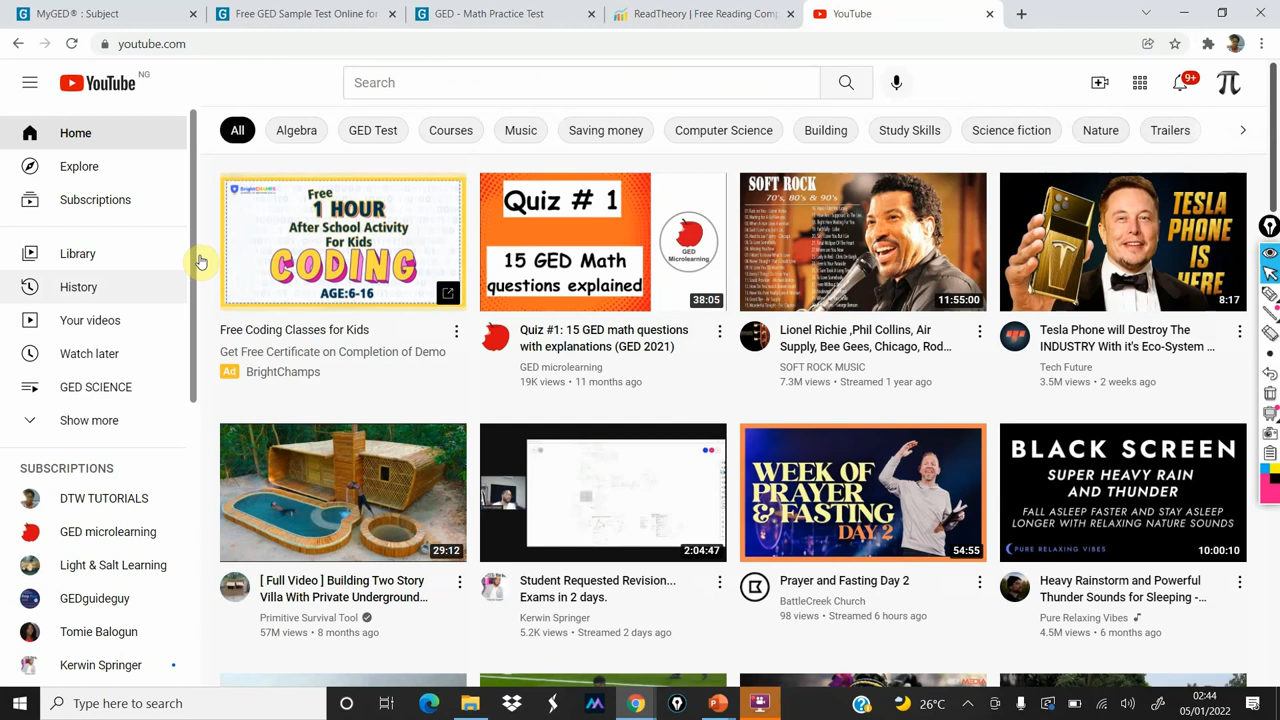 MyGED® : Subject
Free GED Sample Test Online for
GED - Math Practice Test
ReadTheory | Free Reading Comp
YouTube
youtube.com
YouTube NG
Search
9+
Home
Explore
Subscriptions
Library
History
Your videos
Watch later
GED SCIENCE
Show more
SUBSCRIPTIONS
DTW TUTORIALS
GED microlearning
Light & Salt Learning
GEDguideguy
Tomie Balogun
Kerwin Springer
All
Algebra
GED Test
Courses
Music
Saving money
Computer Science
Building
Study Skills
Science fiction
Nature
Trailers
BRIGHTCHAMPS
Free
1 HOUR
After School Activity
For Kids
CODING
AGE:6-16
Free Coding Classes for Kids
Get Free Certificate on Completion of Demo
Ad BrightChamps
Quiz # 1
15 GED Math
questions explained
GED
Microlearning
38:05
Quiz #1: 15 GED math questions
with explanations (GED 2021)
GED microlearning
19K views • 11 months ago
SOFT ROCK
70's, 80's & 90's
11:55:00
Lionel Richie ,Phil Collins, Air
Supply, Bee Gees, Chicago, Rod...
SOFT ROCK MUSIC
7.3M views • Streamed 1 year ago
TESLA
PHONE
IS
HERE
8:17
Tesla Phone will Destroy The
INDUSTRY With it's Eco-System ...
Tech Future
3.5M views • 2 weeks ago
29:12
[ Full Video ] Building Two Story
Villa With Private Underground...
Primitive Survival Tool
57M views • 8 months ago
2:04:47
Student Requested Revision...
Exams in 2 days.
Kerwin Springer
5.2K views • Streamed 2 days ago
WEEK OF
PRAYER
& FASTING
DAY 2
54:55
Prayer and Fasting Day 2
BattleCreek Church
98 views • Streamed 6 hours ago
BLACK SCREEN
SUPER HEAVY RAIN
AND THUNDER
FALL ASLEEP FASTER AND STAY ASLEEP
LONGER WITH RELAXING NATURE SOUNDS
PURE RELAXING VIBES
10:00:10
Heavy Rainstorm and Powerful
Thunder Sounds for Sleeping -...
Pure Relaxing Vibes
4.5M views • 6 months ago
Type here to search
26°C
02:44
05/01/2022